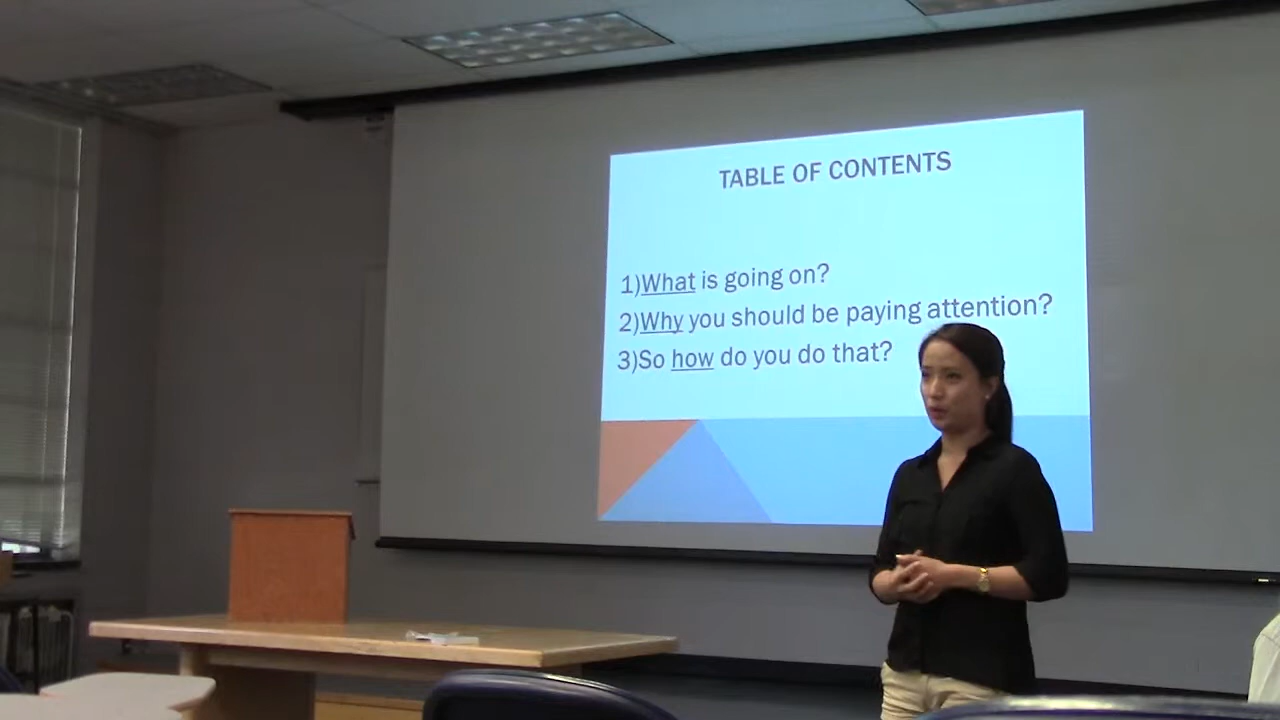 TABLE OF CONTENTS
1)What is going on?
2)Why you should be paying attention?
3)So how do you do that?